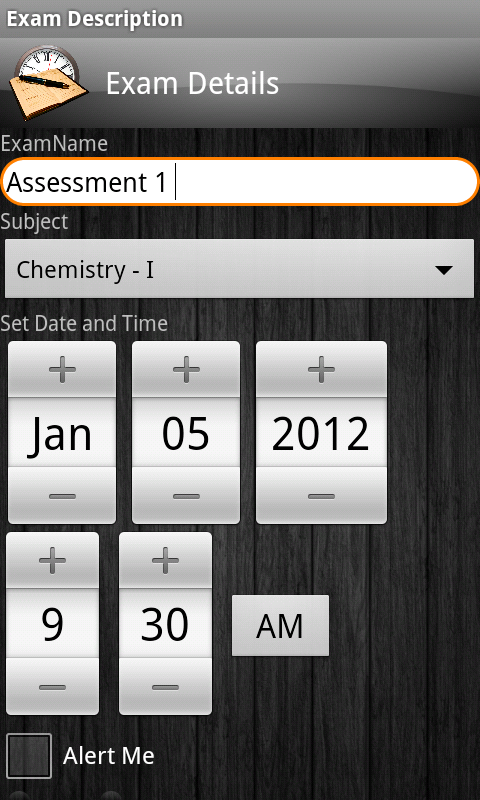 Exam Description
Exam Details
ExamName
Assessment 1
Subject
Chemistry - I
Set Date and Time
+ + +
Jan 05 2012
− − −
+ +
9 30 AM
− −
Alert Me